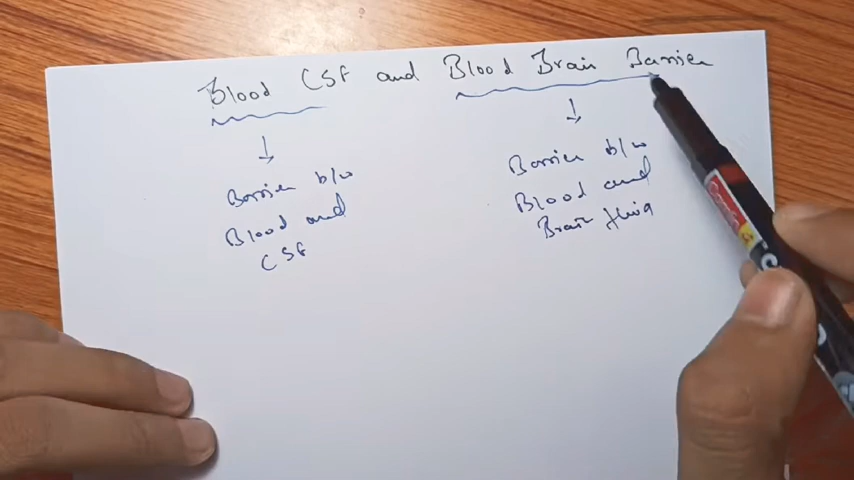 Blood CSF and Blood Brain Barrier
Barrier b/w
Blood and
CSF
Barrier b/w
Blood and
Brain fluid